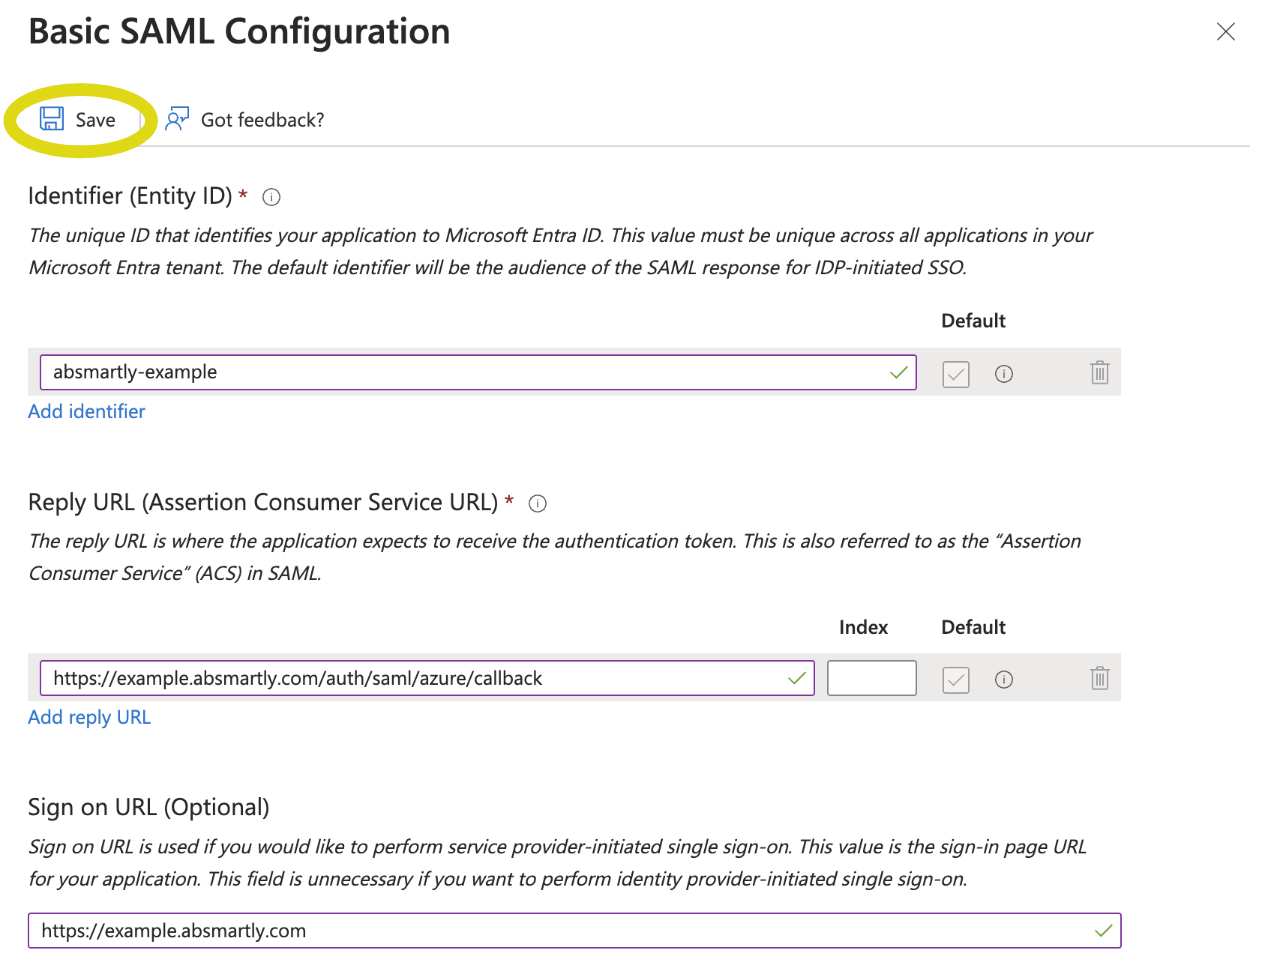 Basic SAML Configuration
Save
Got feedback?
Identifier (Entity ID) *
The unique ID that identifies your application to Microsoft Entra ID. This value must be unique across all applications in your
Microsoft Entra tenant. The default identifier will be the audience of the SAML response for IDP-initiated SSO.
Default
absmartly-example
Add identifier
Reply URL (Assertion Consumer Service URL) *
The reply URL is where the application expects to receive the authentication token. This is also referred to as the “Assertion
Consumer Service” (ACS) in SAML.
Index Default
https://example.absmartly.com/auth/saml/azure/callback
Add reply URL
Sign on URL (Optional)
Sign on URL is used if you would like to perform service provider-initiated single sign-on. This value is the sign-in page URL
for your application. This field is unnecessary if you want to perform identity provider-initiated single sign-on.
https://example.absmartly.com